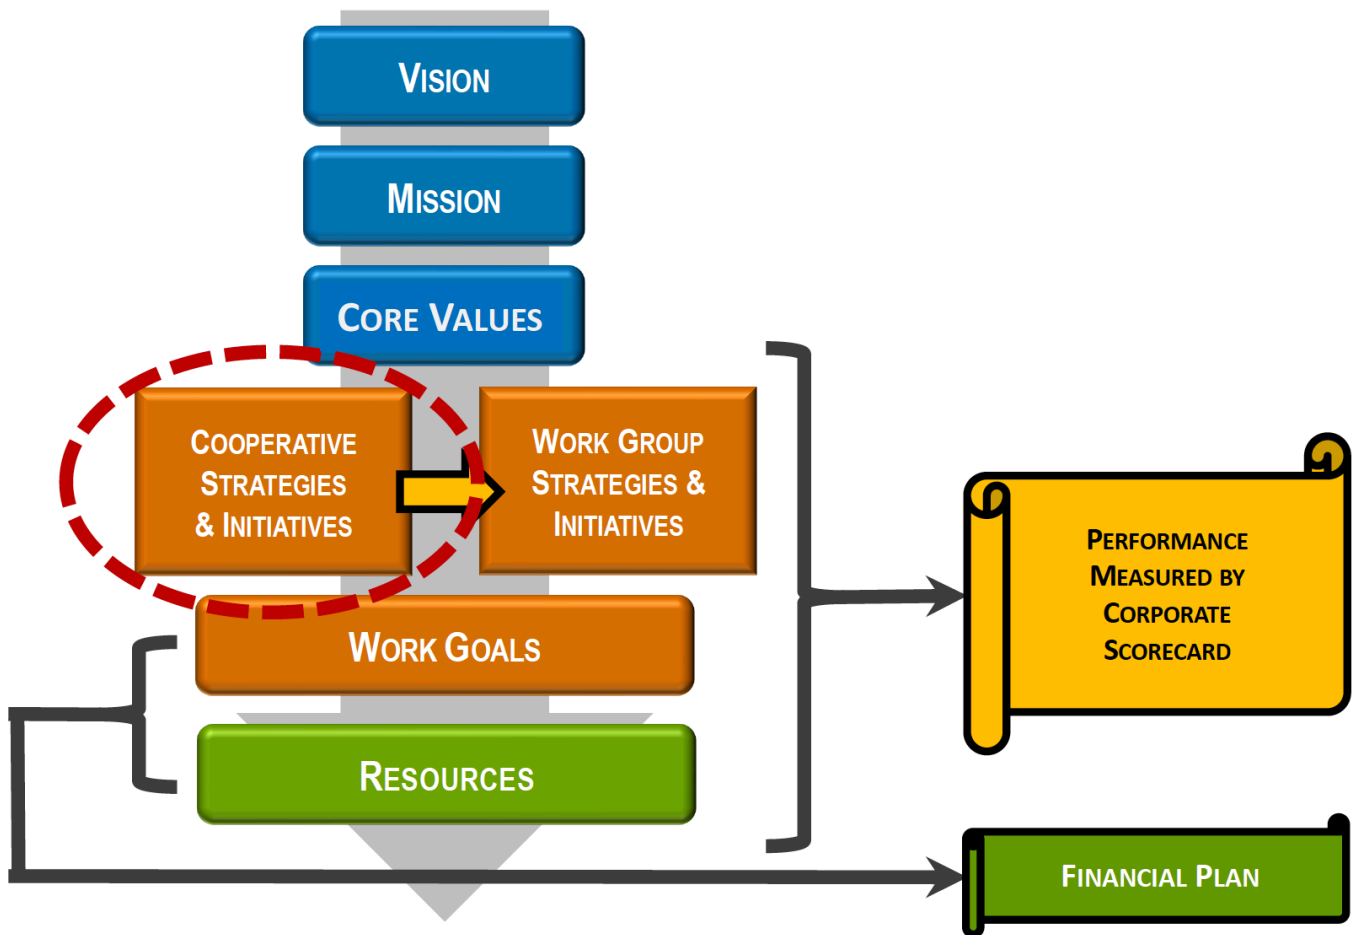 VISION
MISSION
CORE VALUES
COOPERATIVE
STRATEGIES
& INITIATIVES
WORK GROUP
STRATEGIES &
INITIATIVES
WORK GOALS
RESOURCES
PERFORMANCE
MEASURED BY
CORPORATE
SCORECARD
FINANCIAL PLAN